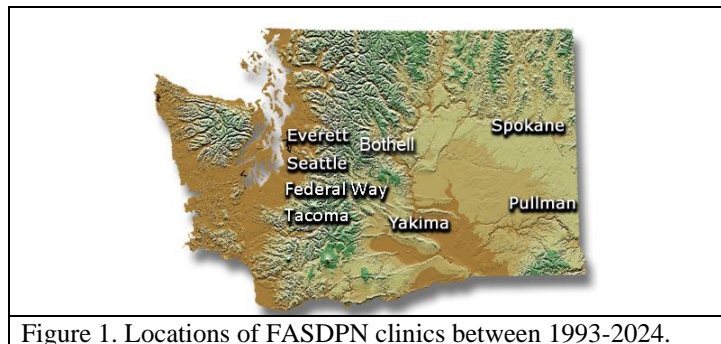 Everett
Bothell
Spokane
Seattle
Federal Way
Pullman
Tacoma
Yakima
Figure 1. Locations of FASDPN clinics between 1993-2024.